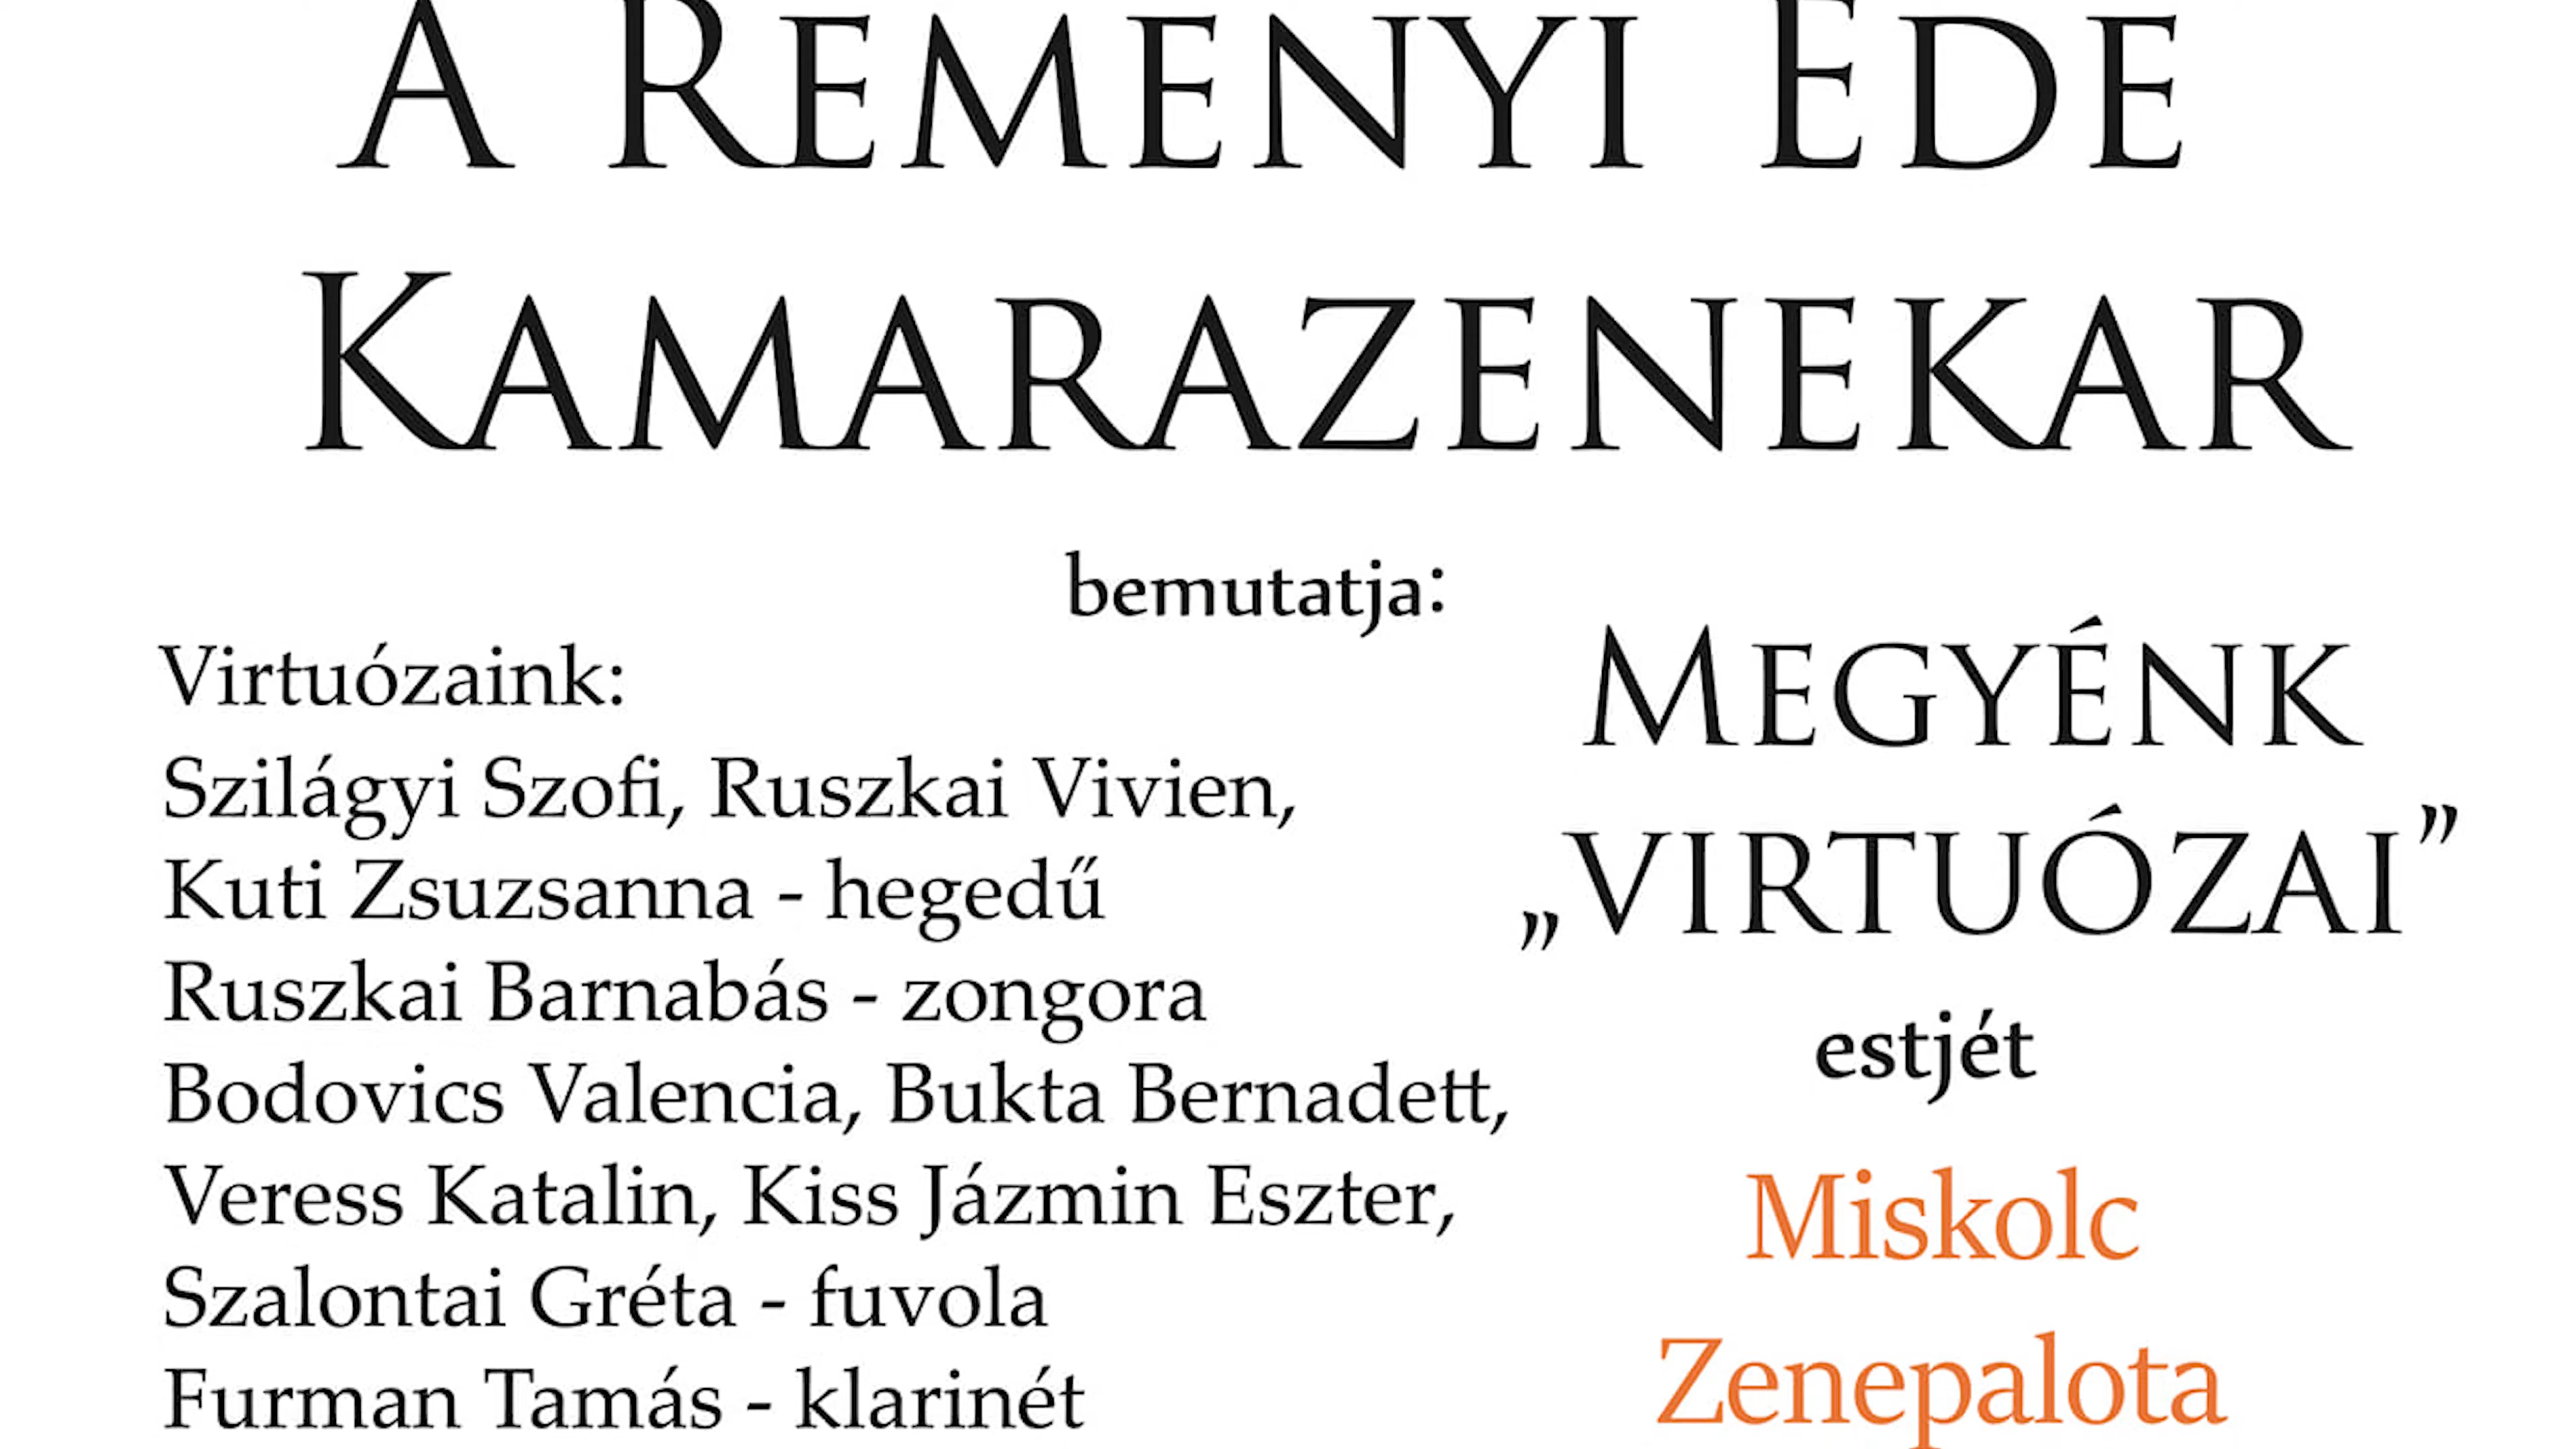 A REMENYI EDE
KAMARAZENEKAR
bemutatja:
Virtuózaink:
Szilágyi Szofi, Ruszkai Vivien,
Kuti Zsuzsanna - hegedű
Ruszkai Barnabás - zongora
Bodovics Valencia, Bukta Bernadett,
Veress Katalin, Kiss Jázmin Eszter,
Szalontai Gréta - fuvola
Furman Tamás - klarinét
MEGYÉNK
„VIRTUÓZAI”
estjét
Miskolc
Zenepalota